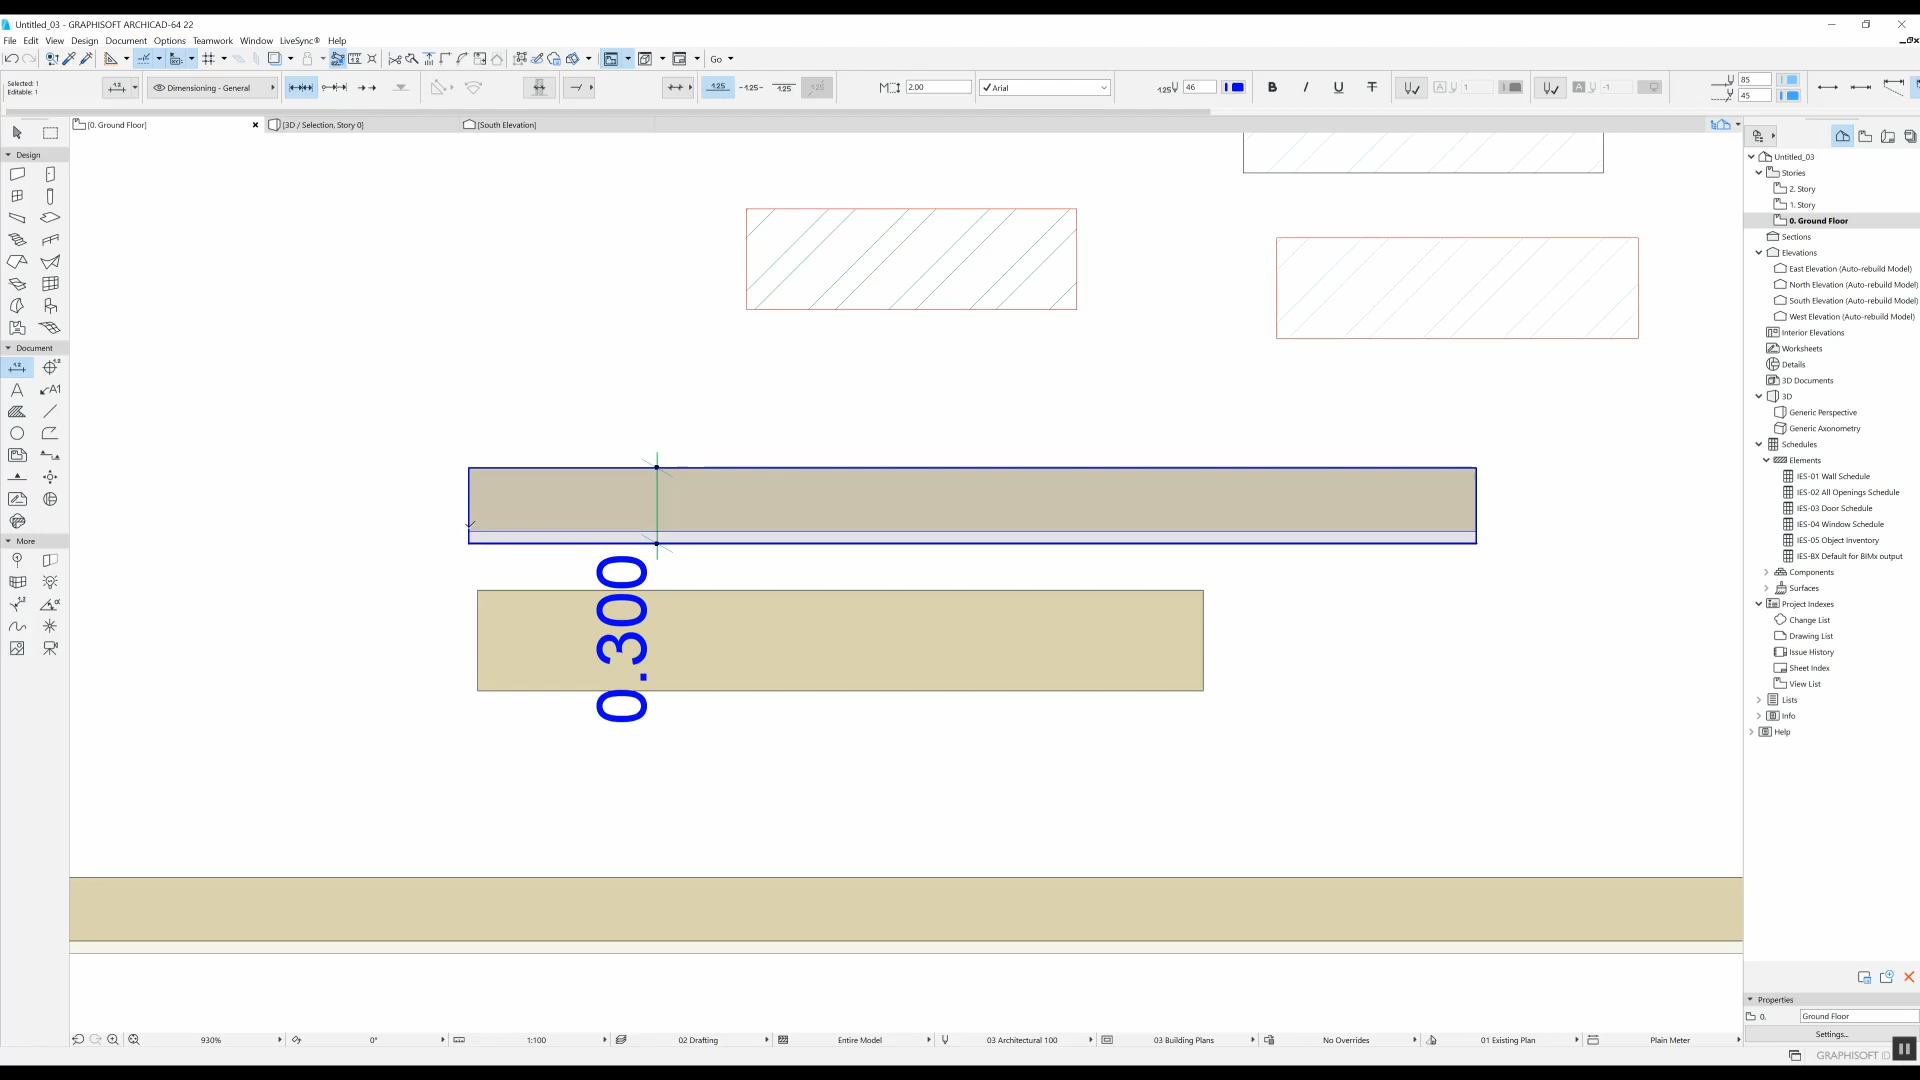 Untitled_03 - GRAPHISOFT ARCHICAD-64 22
File Edit View Design Document Options Teamwork Window LiveSync® Help
Go
Selected: 1
Editable: 1
Dimensioning - General
1.25
-1.25-
1.25
2.00
Arial
46
B I U T
1
-1
85
45
[0. Ground Floor]
[3D / Selection, Story 0]
[South Elevation]
Design
Document
More
0.300
Untitled_03
Stories
2. Story
1. Story
0. Ground Floor
Sections
Elevations
East Elevation (Auto-rebuild Model)
North Elevation (Auto-rebuild Model)
South Elevation (Auto-rebuild Model)
West Elevation (Auto-rebuild Model)
Interior Elevations
Worksheets
Details
3D Documents
3D
Generic Perspective
Generic Axonometry
Schedules
Elements
IES-01 Wall Schedule
IES-02 All Openings Schedule
IES-03 Door Schedule
IES-04 Window Schedule
IES-05 Object Inventory
IES-BX Default for BIMx output
Components
Surfaces
Project Indexes
Change List
Drawing List
Issue History
Sheet Index
View List
Lists
Info
Help
Properties
0. Ground Floor
Settings...
930% 0° 1:100 02 Drafting Entire Model 03 Architectural 100 03 Building Plans No Overrides 01 Existing Plan Plain Meter
GRAPHISOFT ID